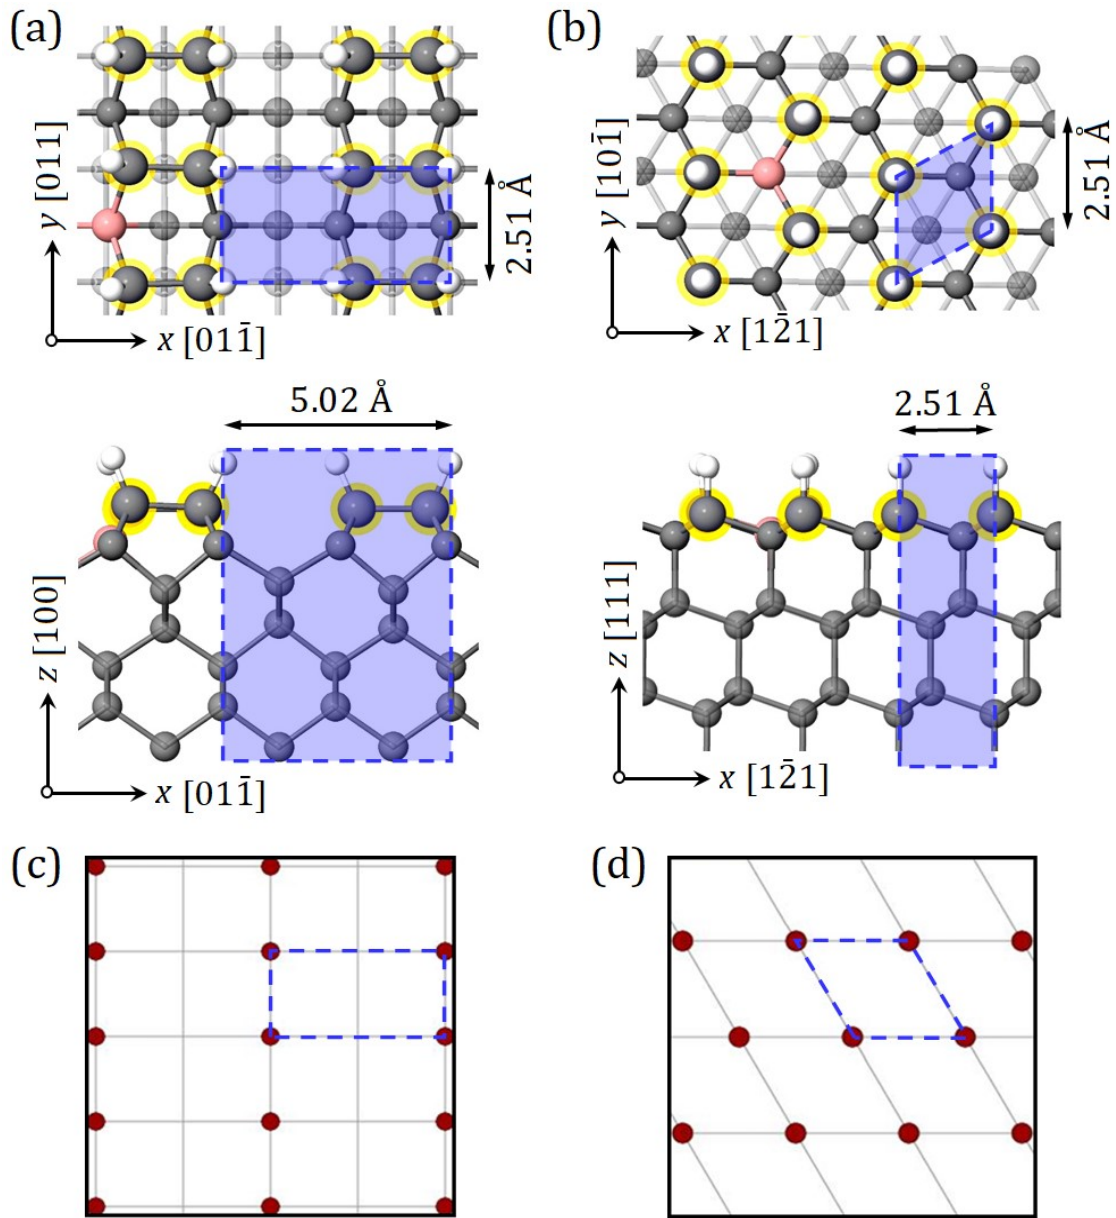 (a)
y [011]
2.51 Å
x [011̄]
(b)
y [101̄]
2.51 Å
x [12̄1]
5.02 Å
z [100]
x [011̄]
2.51 Å
z [111]
x [12̄1]
(c)
(d)